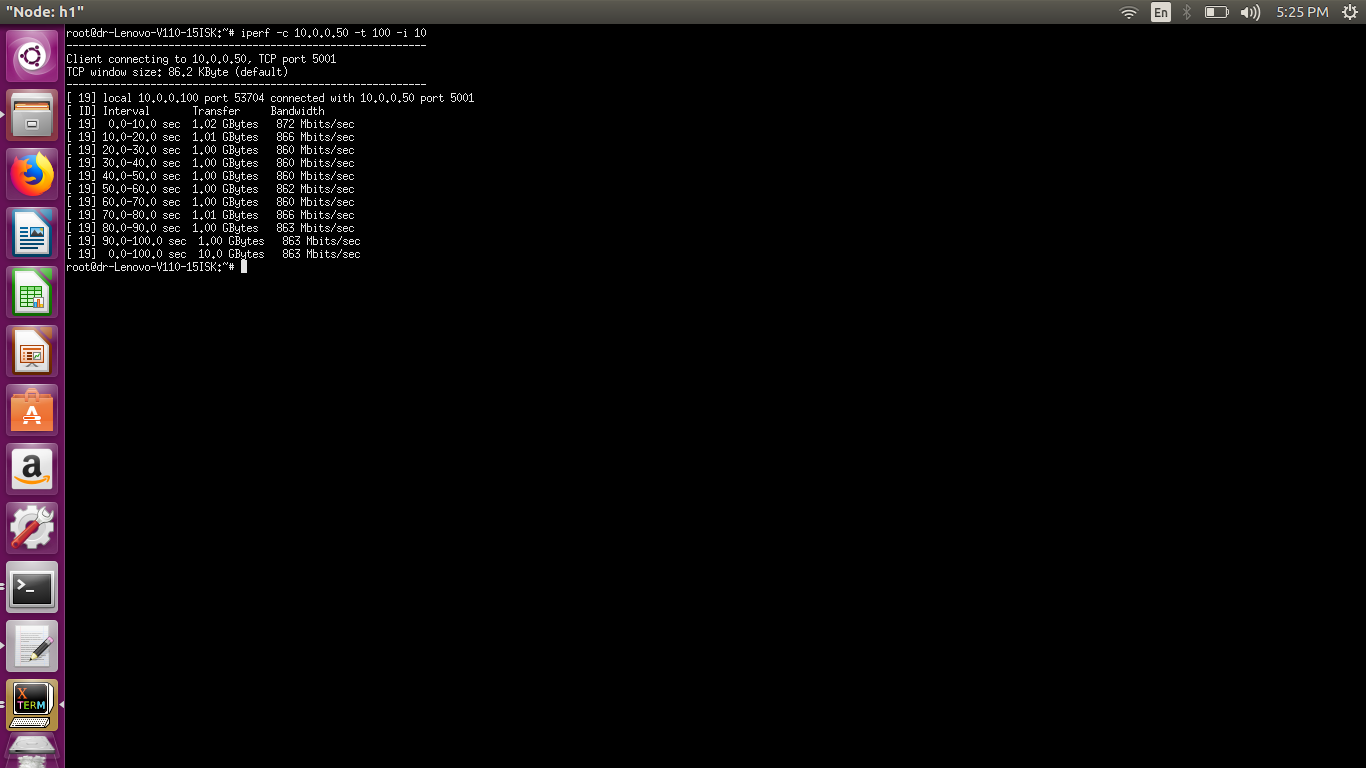 "Node: h1"
En
5:25 PM
root@dr-Lenovo-V110-15ISK:~# iperf -c 10.0.0.50 -t 100 -i 10
------------------------------------------------------------
Client connecting to 10.0.0.50, TCP port 5001
TCP window size: 86.2 KByte (default)
------------------------------------------------------------
[ 19] local 10.0.0.100 port 53704 connected with 10.0.0.50 port 5001
[ ID] Interval       Transfer     Bandwidth
[ 19]  0.0-10.0 sec  1.02 GBytes   872 Mbits/sec
[ 19] 10.0-20.0 sec  1.01 GBytes   866 Mbits/sec
[ 19] 20.0-30.0 sec  1.00 GBytes   860 Mbits/sec
[ 19] 30.0-40.0 sec  1.00 GBytes   860 Mbits/sec
[ 19] 40.0-50.0 sec  1.00 GBytes   860 Mbits/sec
[ 19] 50.0-60.0 sec  1.00 GBytes   862 Mbits/sec
[ 19] 60.0-70.0 sec  1.00 GBytes   860 Mbits/sec
[ 19] 70.0-80.0 sec  1.01 GBytes   866 Mbits/sec
[ 19] 80.0-90.0 sec  1.00 GBytes   863 Mbits/sec
[ 19] 90.0-100.0 sec  1.00 GBytes   863 Mbits/sec
[ 19]  0.0-100.0 sec  10.0 GBytes   863 Mbits/sec
root@dr-Lenovo-V110-15ISK:~#
A
a
>_
X
TERM